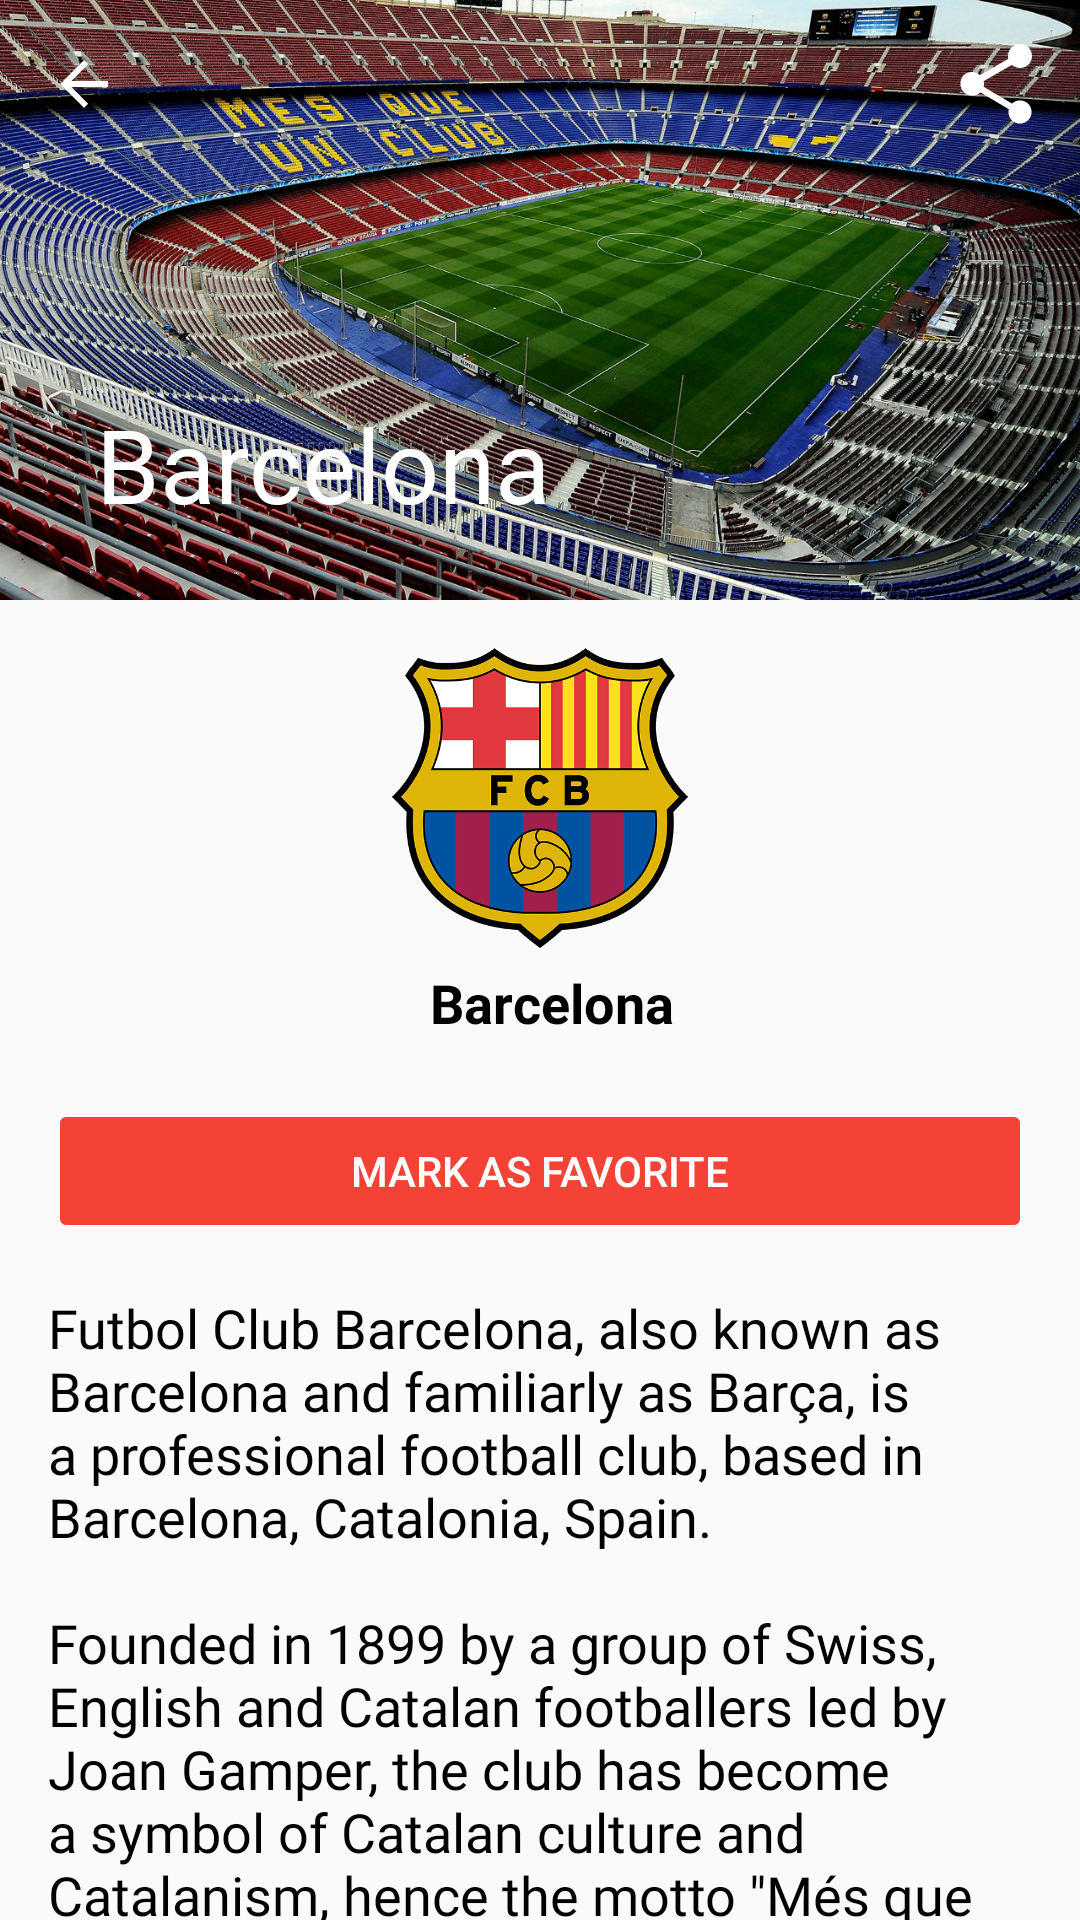 MES QUE
UN CLUB
Barcelona
FCB
Barcelona
MARK AS FAVORITE
Futbol Club Barcelona, also known as
Barcelona and familiarly as Barça, is
a professional football club, based in
Barcelona, Catalonia, Spain.
Founded in 1899 by a group of Swiss,
English and Catalan footballers led by
Joan Gamper, the club has become
a symbol of Catalan culture and
Catalanism, hence the motto "Més que